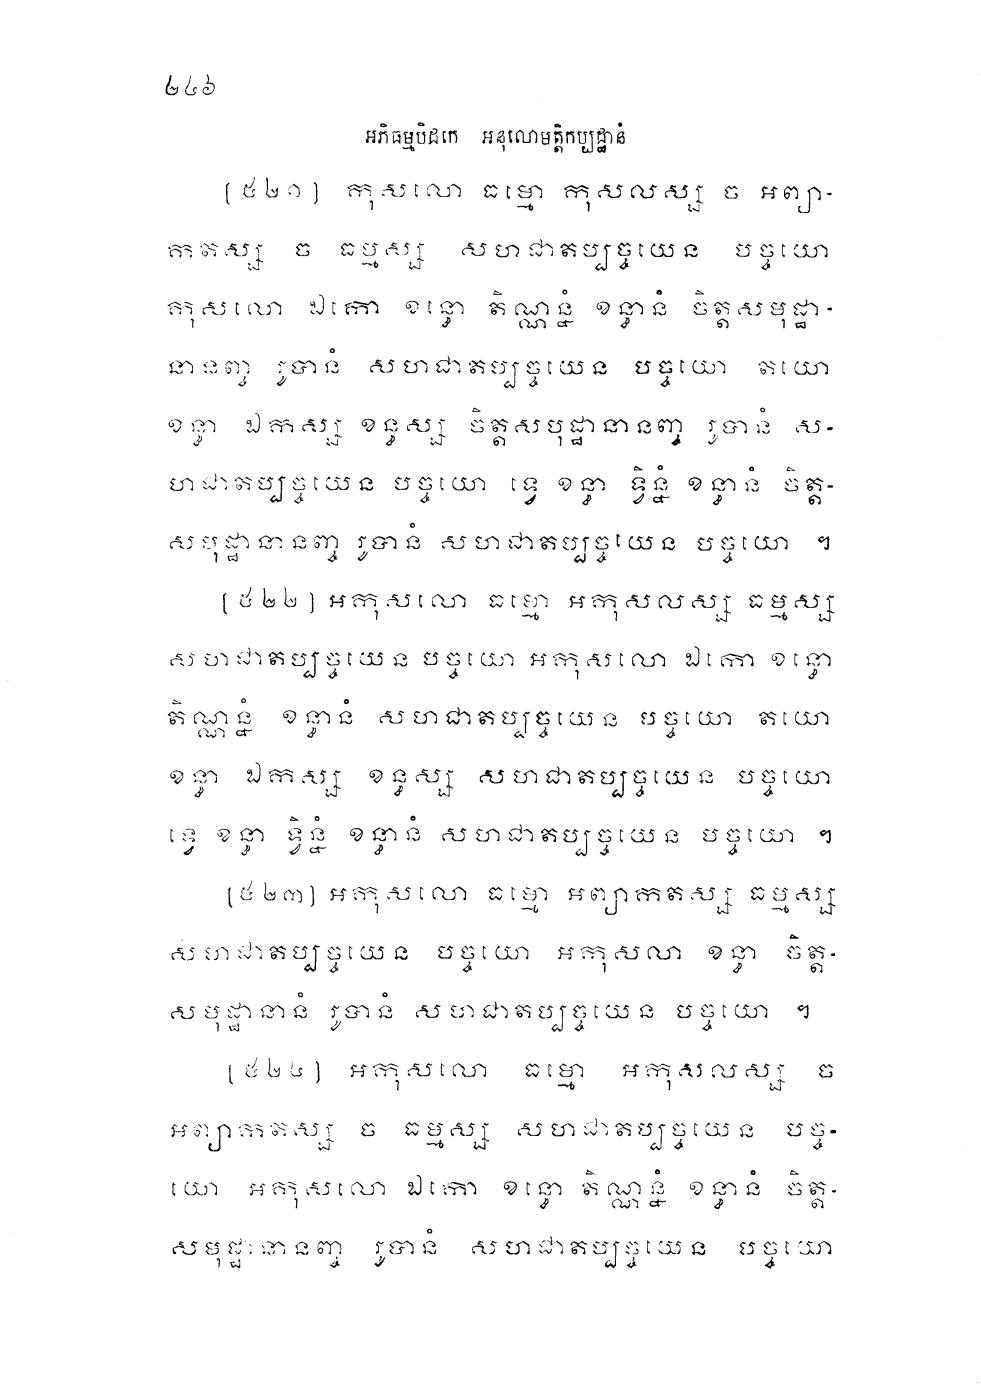 ២៤៦
អភិធម្មបិដកេ អនុលោមត្តិកប្បដ្ឋានំ
[៥២១] កុសលោ ធម្មោ កុសលស្ស ច អព្យា-
កតស្ស ច ធម្មស្ស សហជាតប្បច្ចយេន បច្ចយោ
កុសលោ ឯកោ ខន្ធោ តិណ្ណន្នំ ខន្ធានំ ចិត្តសមុដ្ឋា-
នានញ្ច រូបានំ សហជាតប្បច្ចយេន បច្ចយោ តយោ
ខន្ធា ឯកស្ស ខន្ធស្ស ចិត្តសមុដ្ឋានានញ្ច រូបានំ ស-
ហជាតប្បច្ចយេន បច្ចយោ ទ្វេ ខន្ធា ទ្វិន្នំ ខន្ធានំ ចិត្ត-
សមុដ្ឋានានញ្ច រូបានំ សហជាតប្បច្ចយេន បច្ចយោ ។
[៥២២] អកុសលោ ធម្មោ អកុសលស្ស ធម្មស្ស
សហជាតប្បច្ចយេន បច្ចយោ អកុសលោ ឯកោ ខន្ធោ
តិណ្ណន្នំ ខន្ធានំ សហជាតប្បច្ចយេន បច្ចយោ តយោ
ខន្ធា ឯកស្ស ខន្ធស្ស សហជាតប្បច្ចយេន បច្ចយោ
ទ្វេ ខន្ធា ទ្វិន្នំ ខន្ធានំ សហជាតប្បច្ចយេន បច្ចយោ ។
[៥២៣] អកុសលោ ធម្មោ អព្យាកតស្ស ធម្មស្ស
សហជាតប្បច្ចយេន បច្ចយោ អកុសលា ខន្ធា ចិត្ត-
សមុដ្ឋានានំ រូបានំ សហជាតប្បច្ចយេន បច្ចយោ ។
[៥២៤] អកុសលោ ធម្មោ អកុសលស្ស ច
អព្យាកតស្ស ច ធម្មស្ស សហជាតប្បច្ចយេន បច្ច-
យោ អកុសលោ ឯកោ ខន្ធោ តិណ្ណន្នំ ខន្ធានំ ចិត្ត-
សមុដ្ឋានានញ្ច រូបានំ សហជាតប្បច្ចយេន បច្ចយោ